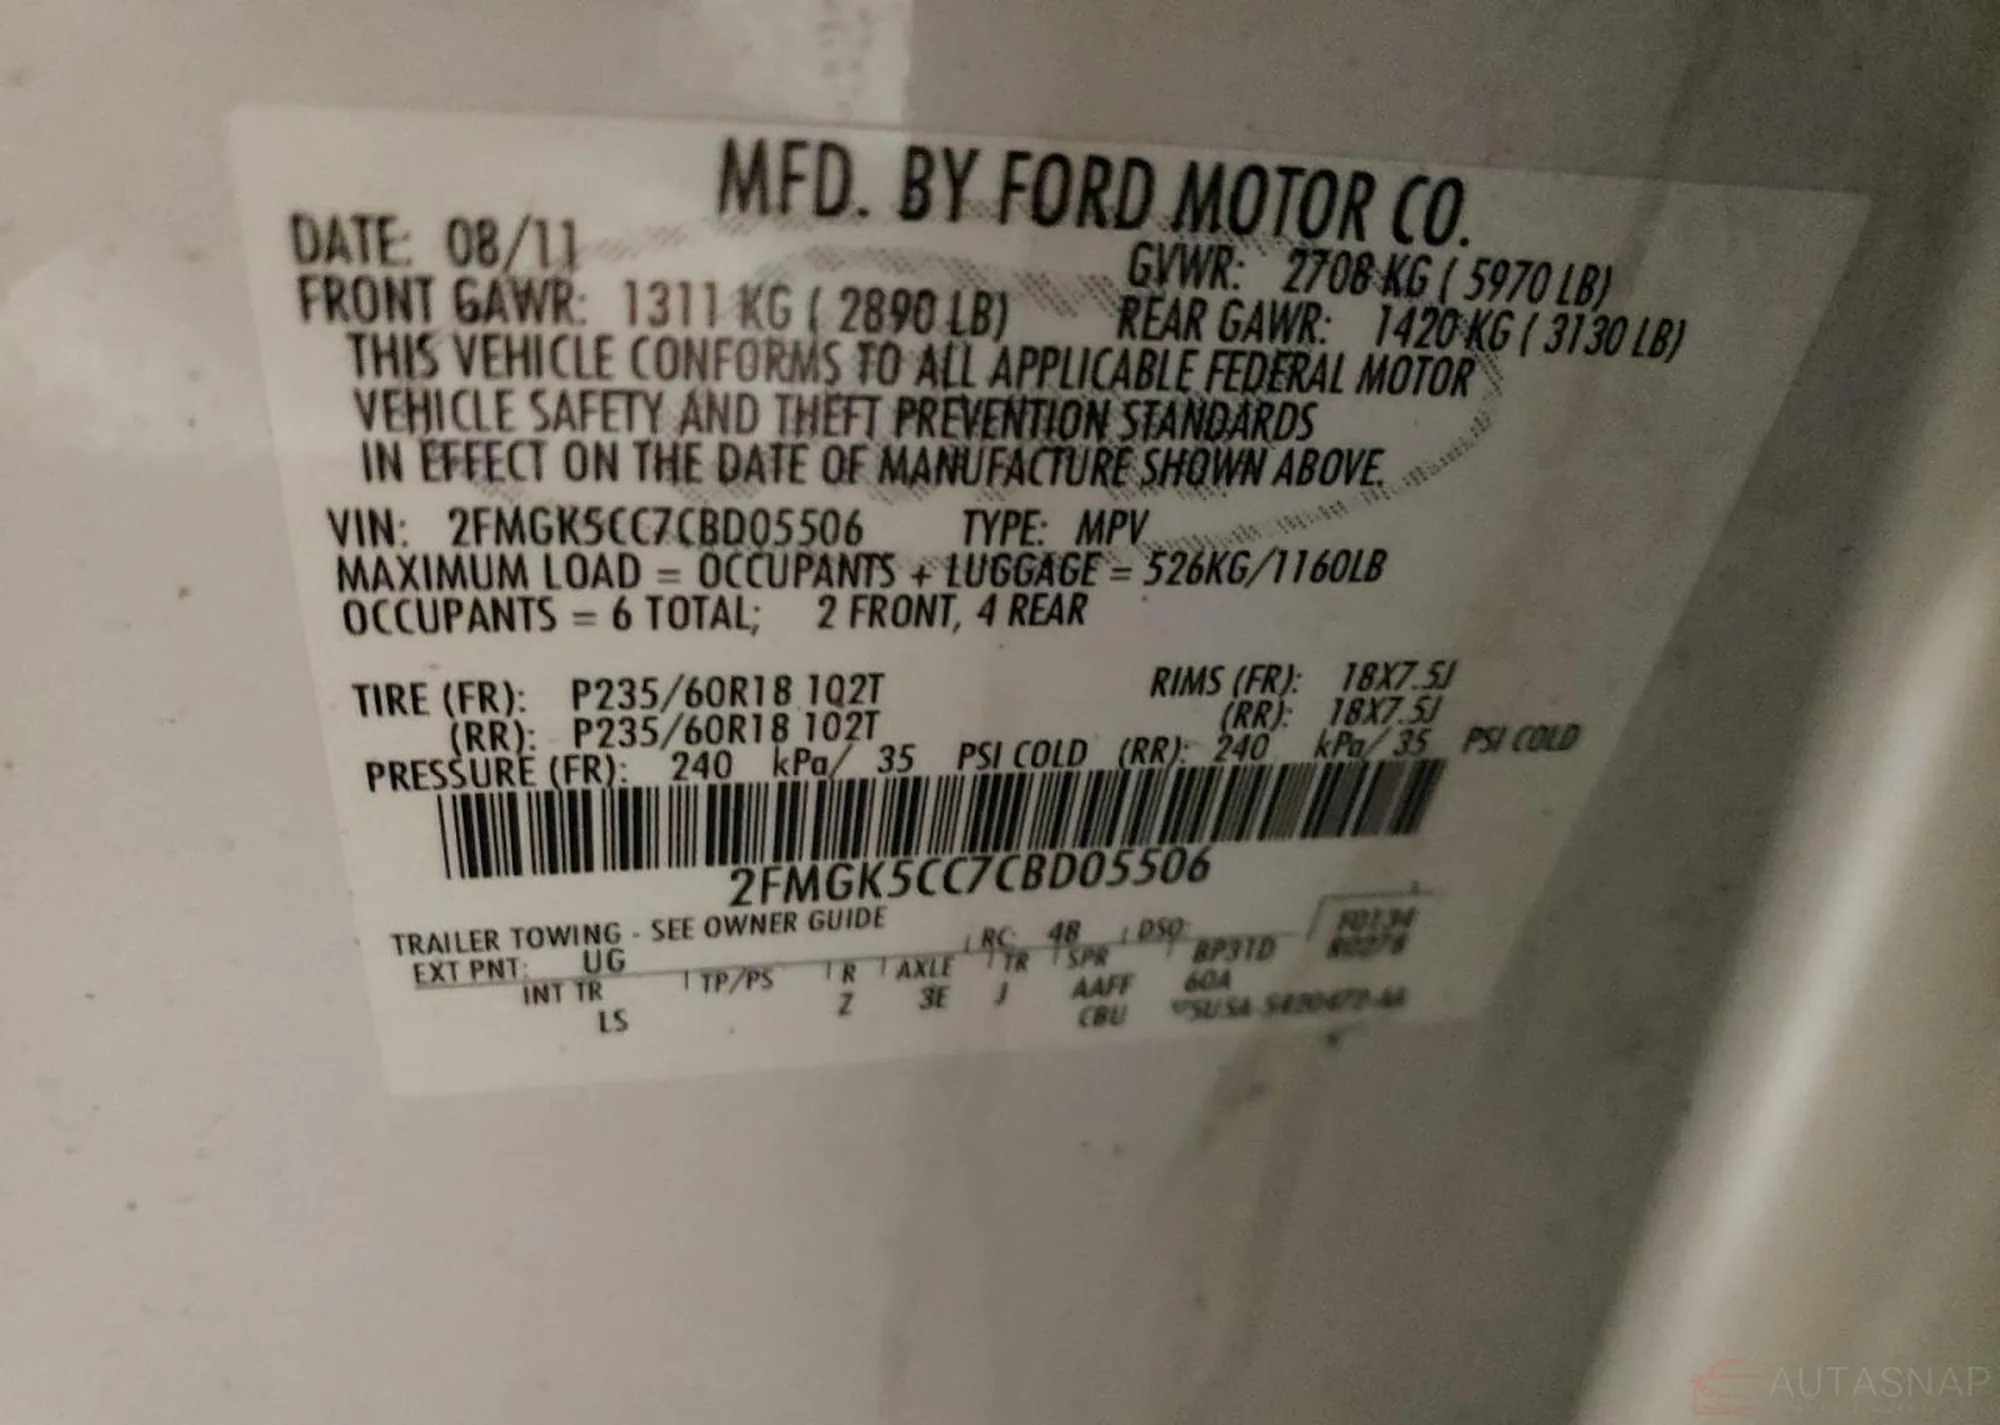 MFD. BY FORD MOTOR CO.
DATE: 08/11 GVWR: 2708 KG ( 5970 LB)
FRONT GAWR: 1311 KG ( 2890 LB) REAR GAWR: 1420 KG ( 3130 LB)
THIS VEHICLE CONFORMS TO ALL APPLICABLE FEDERAL MOTOR
VEHICLE SAFETY AND THEFT PREVENTION STANDARDS
IN EFFECT ON THE DATE OF MANUFACTURE SHOWN ABOVE.
VIN: 2FMGK5CC7CBD05506 TYPE: MPV
MAXIMUM LOAD = OCCUPANTS + LUGGAGE = 526KG/1160LB
OCCUPANTS = 6 TOTAL; 2 FRONT, 4 REAR
TIRE (FR): P235/60R18 102T RIMS (FR): 18X7.5J
(RR): P235/60R18 102T (RR): 18X7.5J
PRESSURE (FR): 240 kPa/ 35 PSI COLD (RR): 240 kPa/ 35 PSI COLD
2FMGK5CC7CBD05506
TRAILER TOWING - SEE OWNER GUIDE
EXT PNT: UG RC: 48 DSO:
INT TR TP/PS R AXLE TR SPR BP3TD
LS Z 3E J AAFF 60A
CBU
AUTASNAP